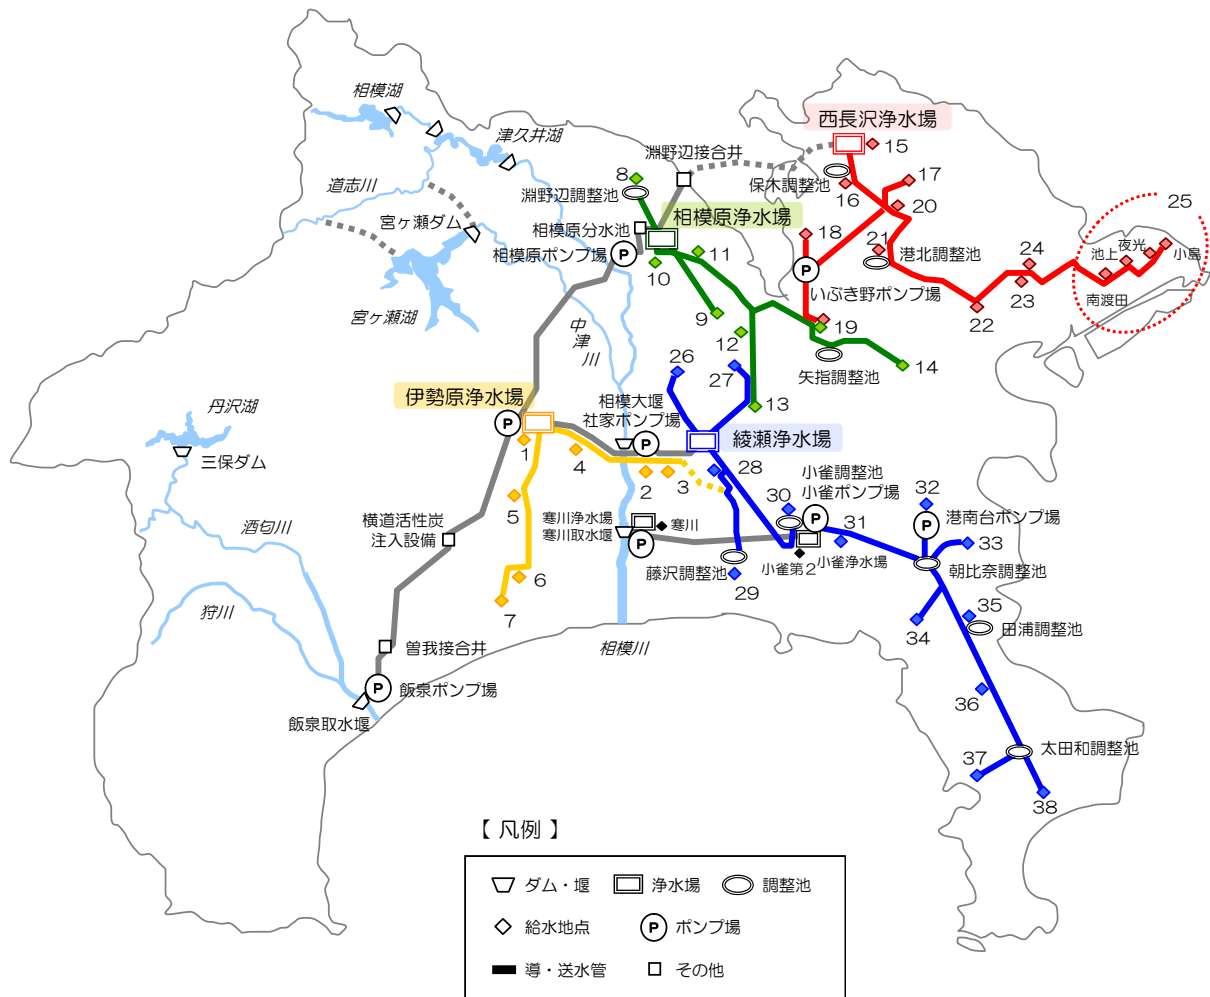 相模湖
津久井湖
道志川
宮ヶ瀬ダム
宮ヶ瀬湖
淵野辺接合井
8
淵野辺調整池
相模原分水池
相模原ポンプ場
相模原浄水場
西長沢浄水場
15
保木調整池
16
17
20
18
21
港北調整池
いぶき野ポンプ場
24
23
22
25
池上
夜光
小島
南渡田
11
10
9
12
19
矢指調整池
14
13
中津川
26
27
相模大堰
社家ポンプ場
伊勢原浄水場
綾瀬浄水場
丹沢湖
三保ダム
1
4
2
3
28
5
小雀調整池
小雀ポンプ場
30
31
32
港南台ポンプ場
33
朝比奈調整池
寒川浄水場
寒川取水堰
寒川
藤沢調整池
29
小雀第2
小雀浄水場
酒匂川
横道活性炭
注入設備
6
7
狩川
曽我接合井
相模川
飯泉ポンプ場
飯泉取水堰
34
35
田浦調整池
36
37
太田和調整池
38
【 凡例 】
P
P
P
P
P
P
P
ダム・堰
浄水場
調整池
給水地点
P
ポンプ場
導・送水管
その他